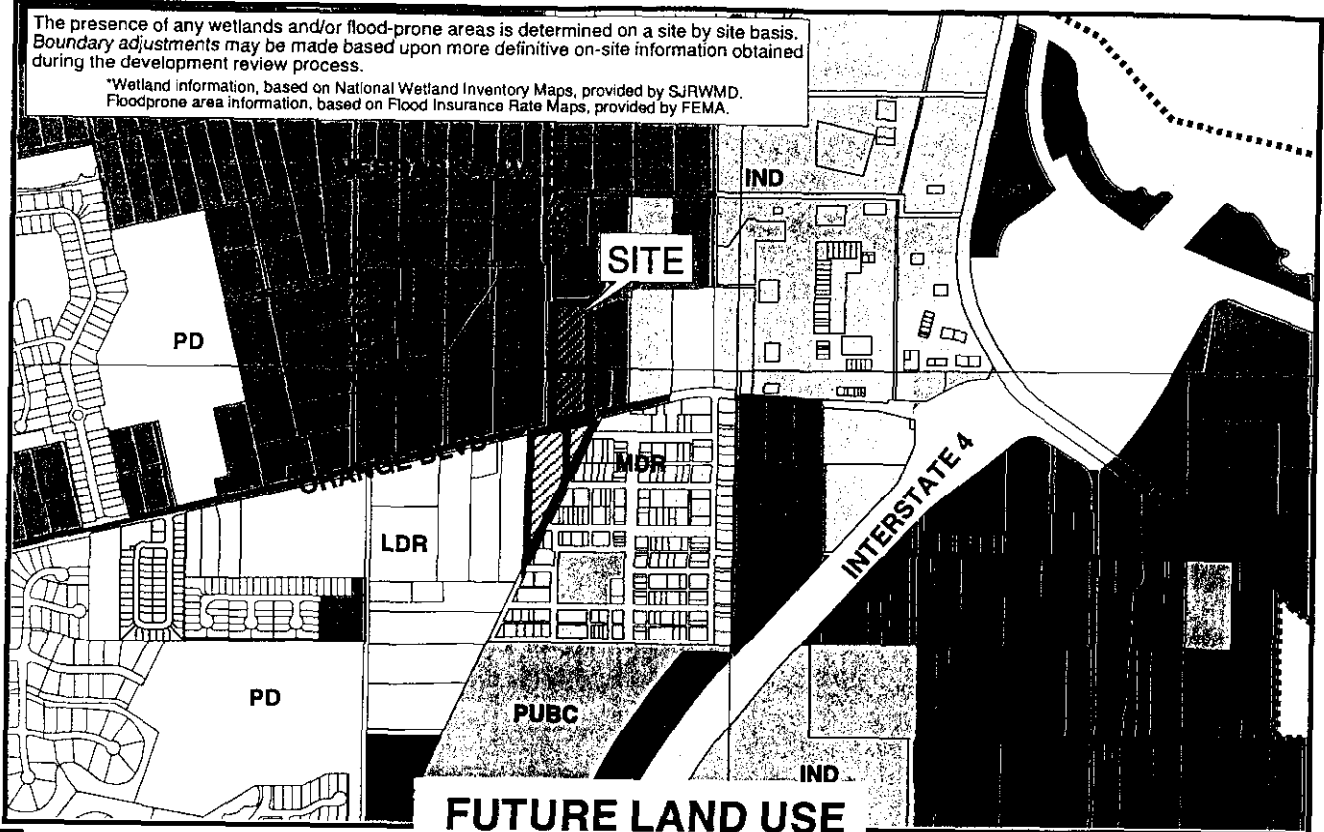 The presence of any wetlands and/or flood-prone areas is determined on a site by site basis.
Boundary adjustments may be made based upon more definitive on-site information obtained
during the development review process.
*Wetland information, based on National Wetland Inventory Maps, provided by SJRWMD.
Floodprone area information, based on Flood Insurance Rate Maps, provided by FEMA.
IND
SITE
PD
ORANGE BLVD
MDR
INTERSTATE 4
LDR
PD
PUBC
IND
FUTURE LAND USE